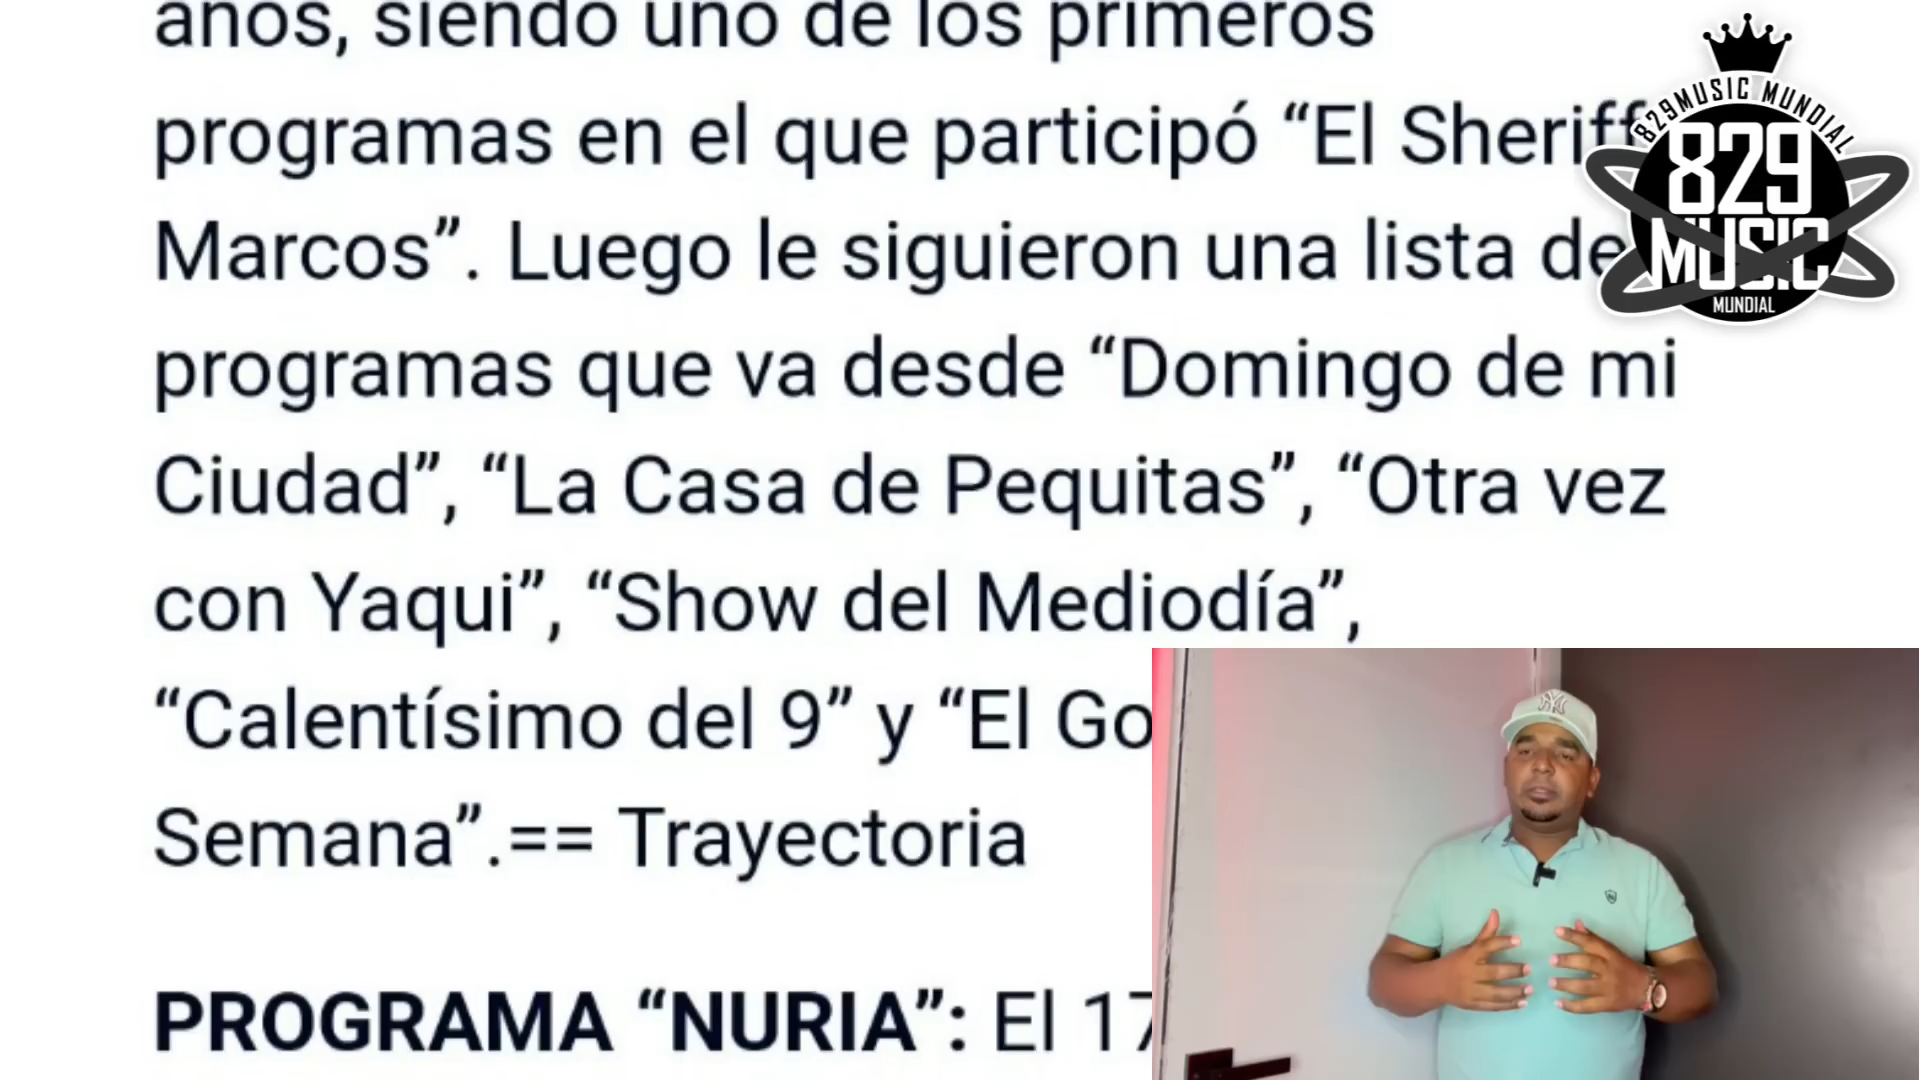 años, siendo uno de los primeros
programas en el que participó “El Sheriff
Marcos”. Luego le siguieron una lista de
programas que va desde “Domingo de mi
Ciudad”, “La Casa de Pequitas”, “Otra vez
con Yaqui”, “Show del Mediodía”,
“Calentísimo del 9” y “El Go
Semana”.== Trayectoria
PROGRAMA “NURIA”: El 17
829MUSIC MUNDIAL
829
MUSIC
MUNDIAL
NY